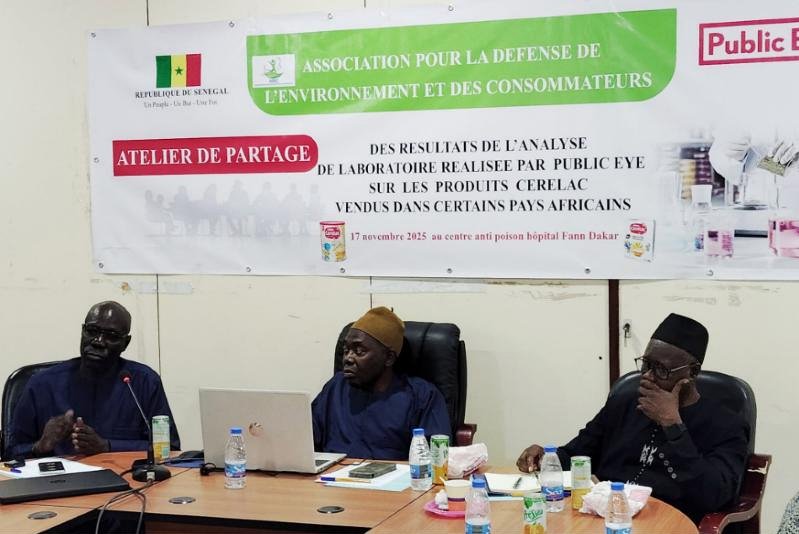 REPUBLIQUE DU SENEGAL
Un Peuple - Un But - Une Foi
ASSOCIATION POUR LA DEFENSE DE
L'ENVIRONNEMENT ET DES CONSOMMATEURS
Public E
ATELIER DE PARTAGE
DES RESULTATS DE L'ANALYSE
DE LABORATOIRE REALISEE PAR PUBLIC EYE
SUR LES PRODUITS CERELAC
VENDUS DANS CERTAINS PAYS AFRICAINS
17 novembre 2025 au centre anti poison hôpital Fann Dakar